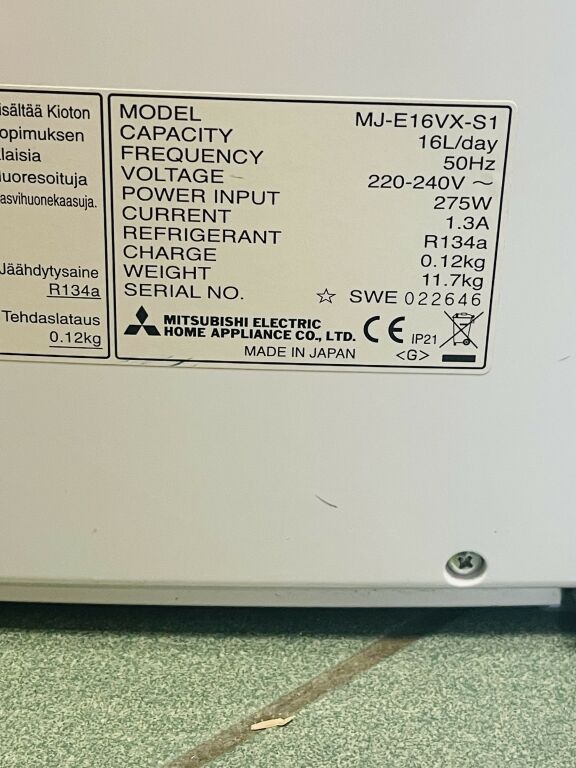 isältää Kioton
opimuksen
laisia
uoresoituja
asvihuonekaasuja.
Jäähdytysaine
R134a
Tehdaslataus
0.12kg
MODEL MJ-E16VX-S1
CAPACITY 16L/day
FREQUENCY 50Hz
VOLTAGE 220-240V ~
POWER INPUT 275W
CURRENT 1.3A
REFRIGERANT R134a
CHARGE 0.12kg
WEIGHT 11.7kg
SERIAL NO. ☆ SWE 022646
MITSUBISHI ELECTRIC
HOME APPLIANCE CO., LTD.
MADE IN JAPAN
CE IP21
<G>